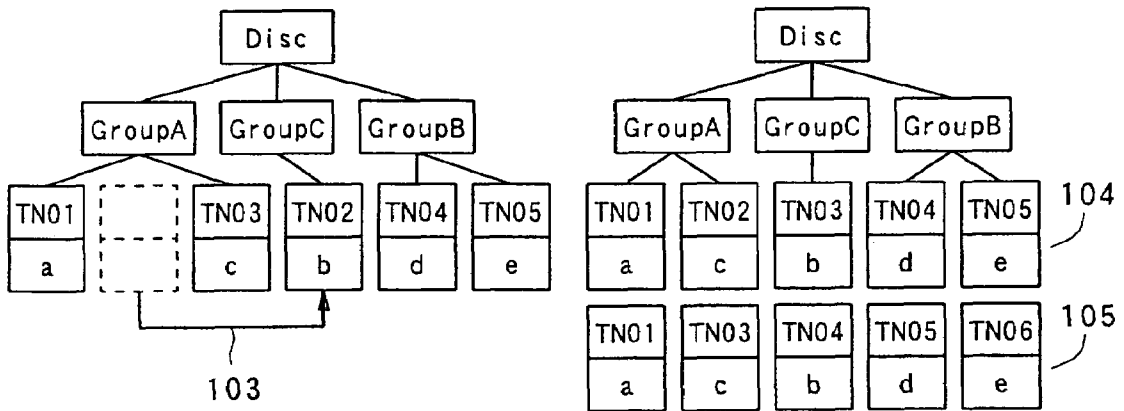 Disc Disc
GroupA GroupC GroupB GroupA GroupC GroupB
TN01 TN03 TN02 TN04 TN05 TN01 TN02 TN03 TN04 TN05
a c b d e a c b d e
104
TN01 TN03 TN04 TN05 TN06
a c b d e
105
103